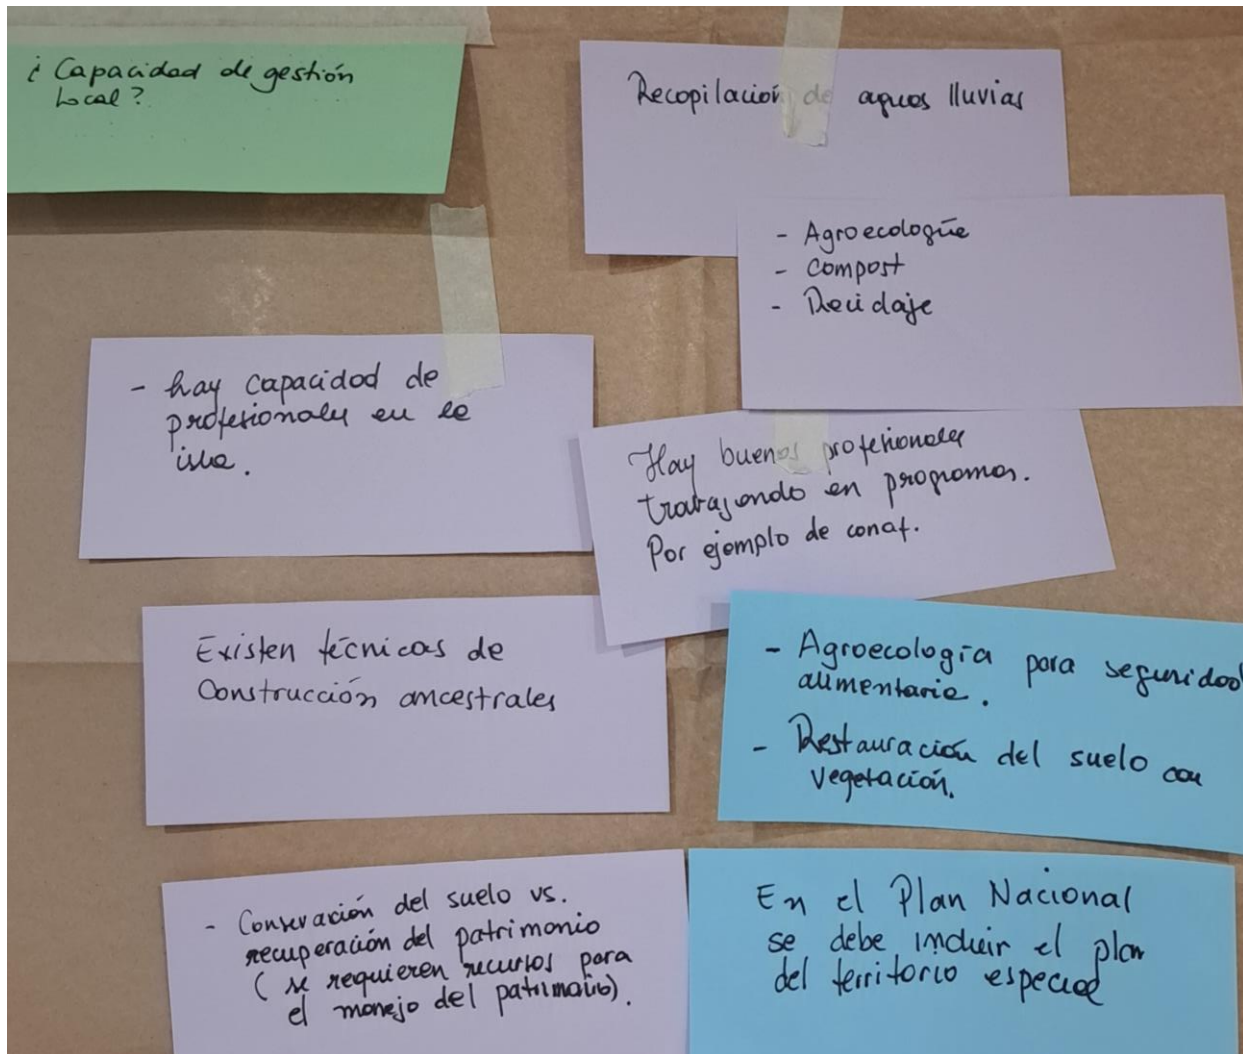 ¿Capacidad de gestión
Local?
Recopilación de aguas lluvias
- Agroecología
- Compost
- Reciclaje
- hay capacidad de
profesionales en la
isla.
Hay buenos profesionales
trabajando en programas.
Por ejemplo de conaf.
Existen técnicas de
Construcción ancestrales
- Agroecología para seguridad
alimentaria.
- Restauración del suelo con
vegetación.
- Conservación del suelo vs.
recuperación del patrimonio
(se requieren recursos para
el manejo del patrimonio).
En el Plan Nacional
se debe incluir el plan
del territorio especial